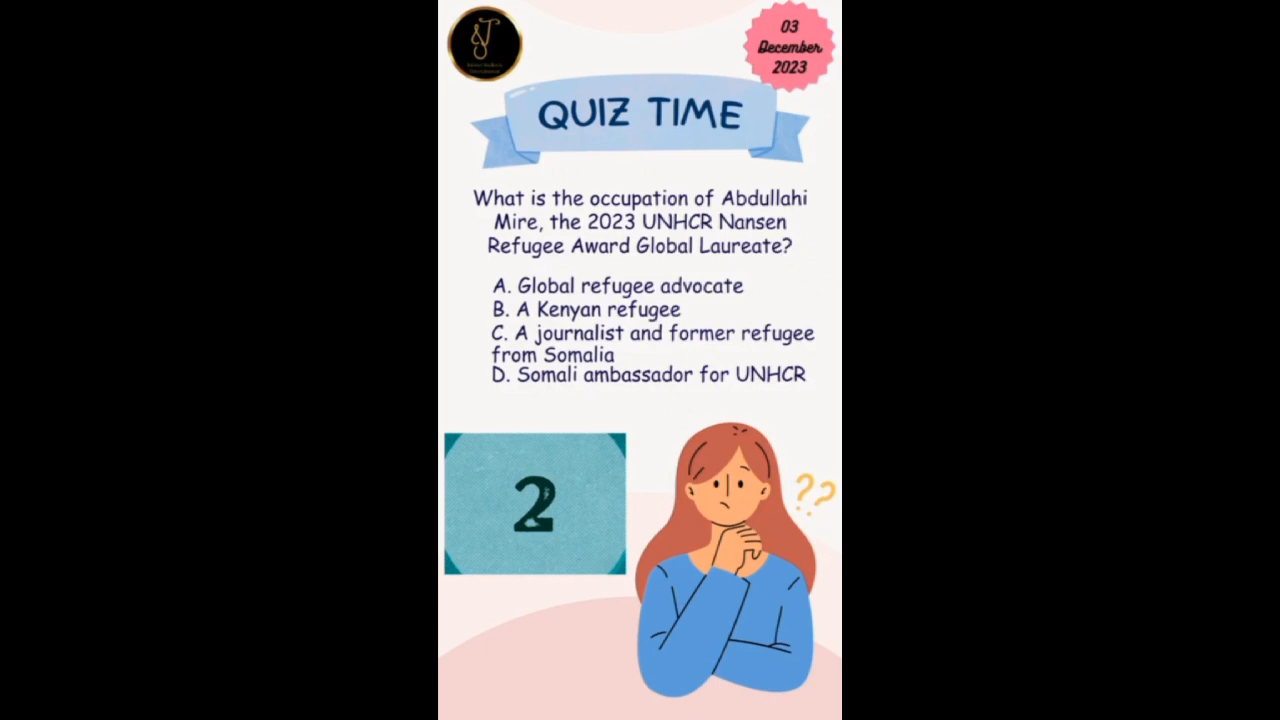 03
December
2023
QUIZ TIME
What is the occupation of Abdullahi
Mire, the 2023 UNHCR Nansen
Refugee Award Global Laureate?
A. Global refugee advocate
B. A Kenyan refugee
C. A journalist and former refugee
from Somalia
D. Somali ambassador for UNHCR
??
2